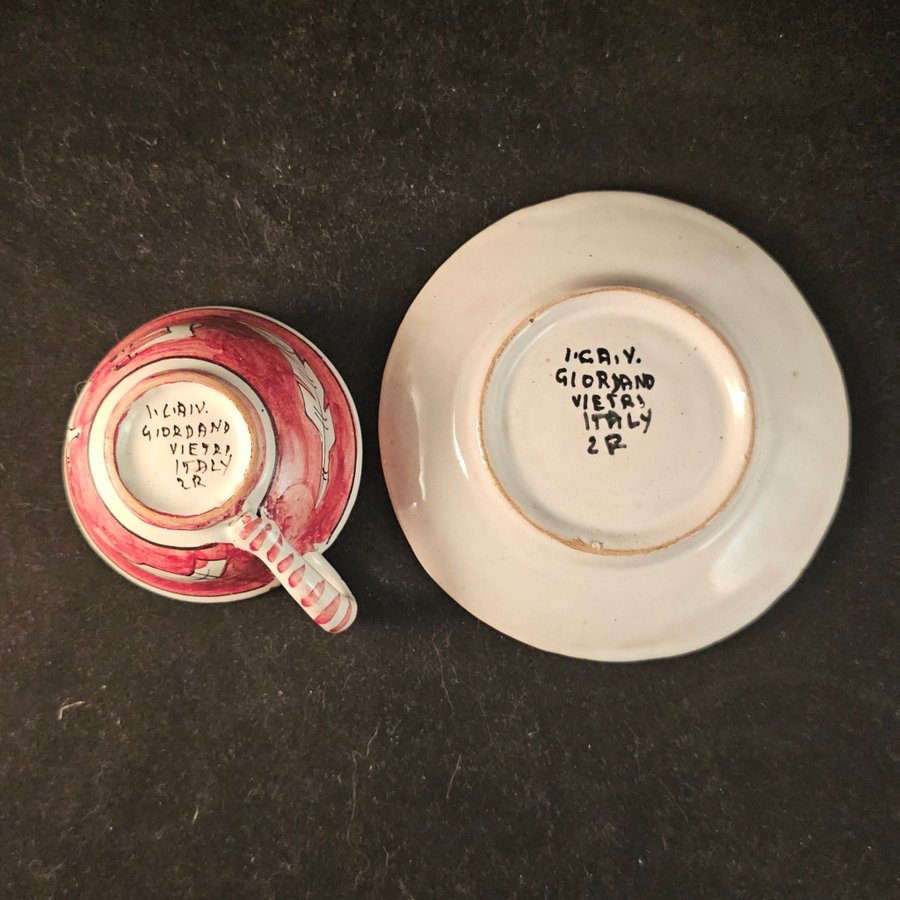 I.C.A.V.
GIORDANO
VIETRI
ITALY
2R
I.C.A.V.
GIORDANO
VIETRI
ITALY
2R